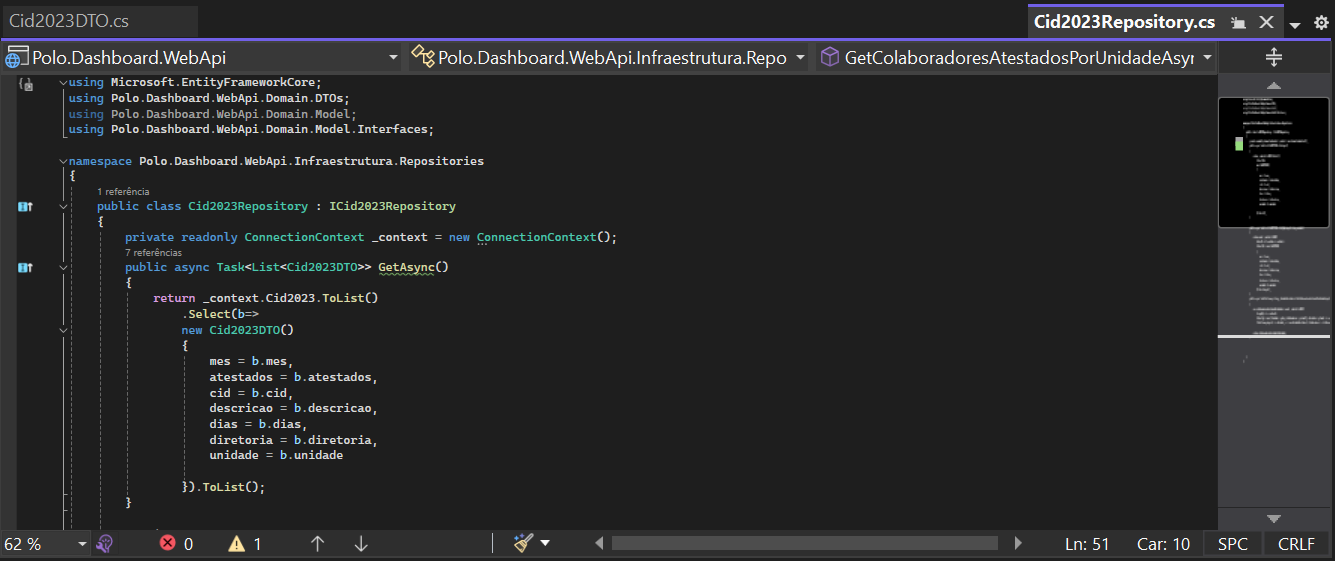 Cid2023DTO.cs
Cid2023Repository.cs
Polo.Dashboard.WebApi
Polo.Dashboard.WebApi.Infraestrutura.Repo
GetColaboradoresAtestadosPorUnidadeAsyr
using Microsoft.EntityFrameworkCore;
using Polo.Dashboard.WebApi.Domain.DTOs;
using Polo.Dashboard.WebApi.Domain.Model;
using Polo.Dashboard.WebApi.Domain.Model.Interfaces;
namespace Polo.Dashboard.WebApi.Infraestrutura.Repositories
{
1 referência
public class Cid2023Repository : ICid2023Repository
{
private readonly ConnectionContext _context = new ConnectionContext();
7 referências
public async Task<List<Cid2023DTO>> GetAsync()
{
return _context.Cid2023.ToList()
.Select(b=>
new Cid2023DTO()
{
mes = b.mes,
atestados = b.atestados,
cid = b.cid,
descricao = b.descricao,
dias = b.dias,
diretoria = b.diretoria,
unidade = b.unidade
}).ToList();
}
62 %
0
1
Ln: 51
Car: 10
SPC
CRLF